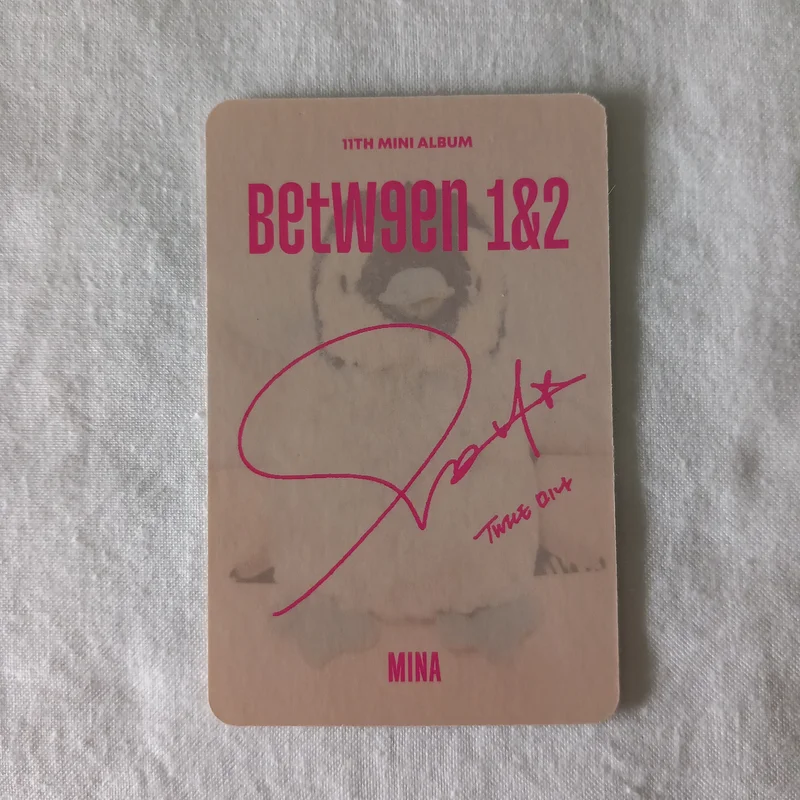 11TH MINI ALBUM
BetW9en 1&2
TWICE 미나
MINA